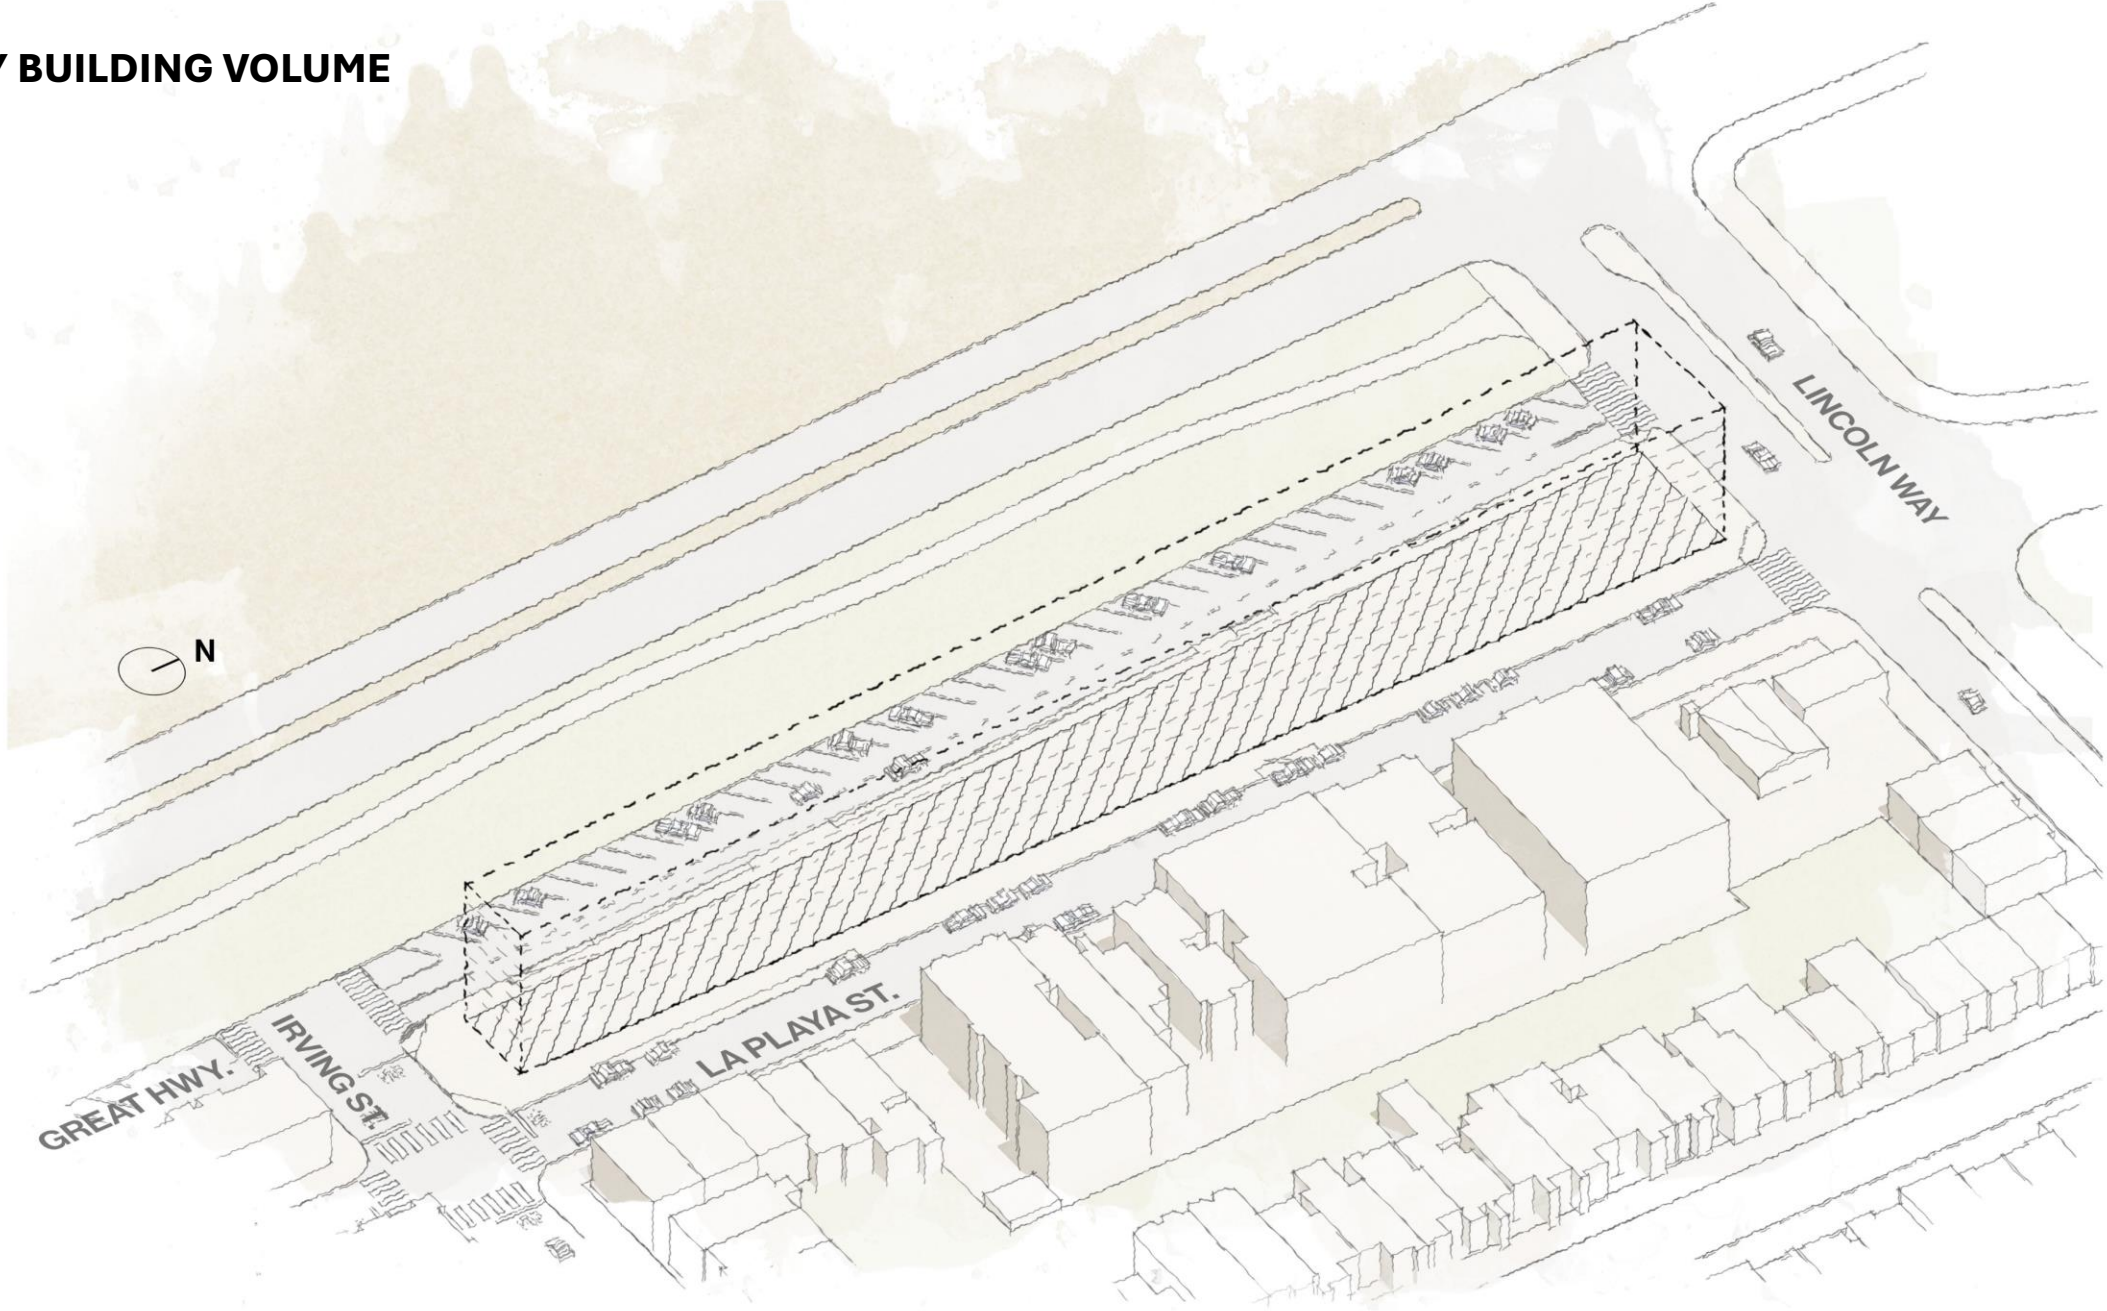 Y BUILDING VOLUME
LINCOLN WAY
N
LA PLAYA ST.
IRVING ST.
GREAT HWY.